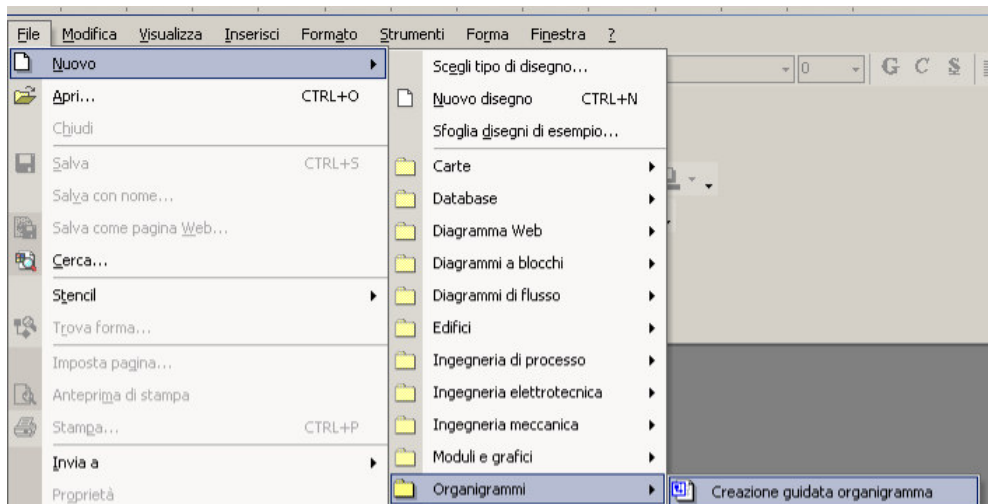 File Modifica Visualizza Inserisci Formato Strumenti Forma Finestra ?
0 G C S
Nuovo
Apri... CTRL+O
Chiudi
Salva CTRL+S
Salva con nome...
Salva come pagina Web...
Cerca...
Stencil
Trova forma...
Imposta pagina...
Anteprima di stampa
Stampa... CTRL+P
Invia a
Proprietà
Scegli tipo di disegno...
Nuovo disegno CTRL+N
Sfoglia disegni di esempio...
Carte
Database
Diagramma Web
Diagrammi a blocchi
Diagrammi di flusso
Edifici
Ingegneria di processo
Ingegneria elettrotecnica
Ingegneria meccanica
Moduli e grafici
Organigrammi
Creazione guidata organigramma